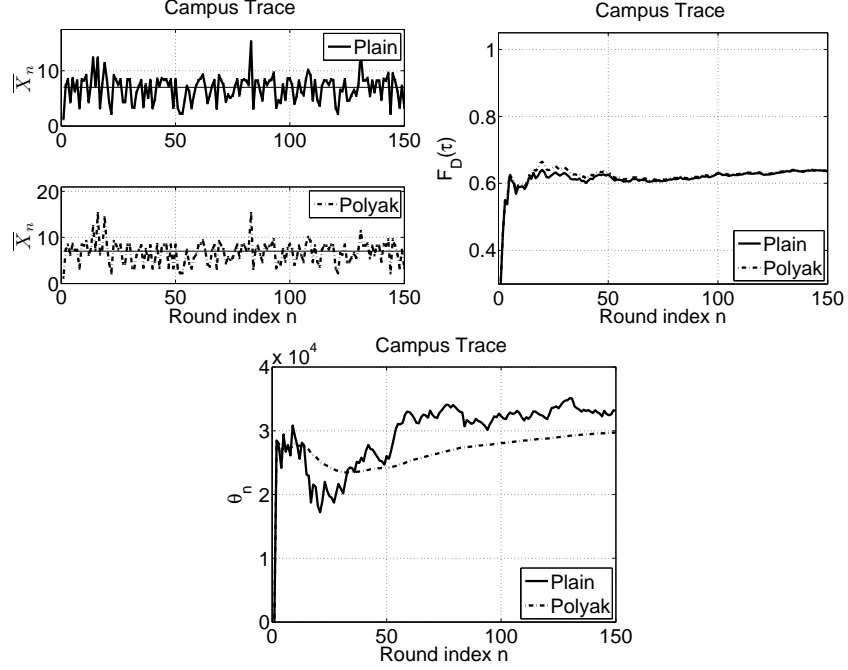 Campus Trace
X̅n
10
0
0
50
100
150
Plain
X̅n
20
10
0
0
50
100
150
Polyak
Round index n
Campus Trace
F_D(τ)
1
0.8
0.6
0.4
0
50
100
150
Plain
Polyak
Round index n
Campus Trace
x 10^4
θn
4
3
2
1
0
0
50
100
150
Plain
Polyak
Round index n